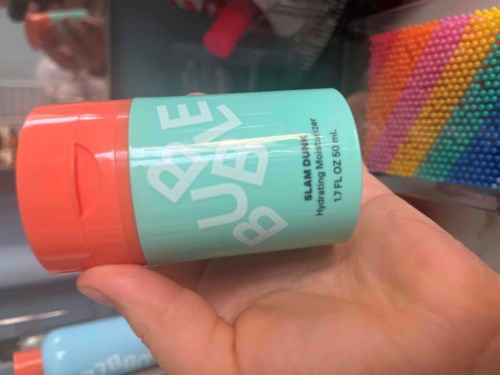 BUBBLE
SLAM DUNK
Hydrating Moisturizer
1.7 FL OZ 50 mL